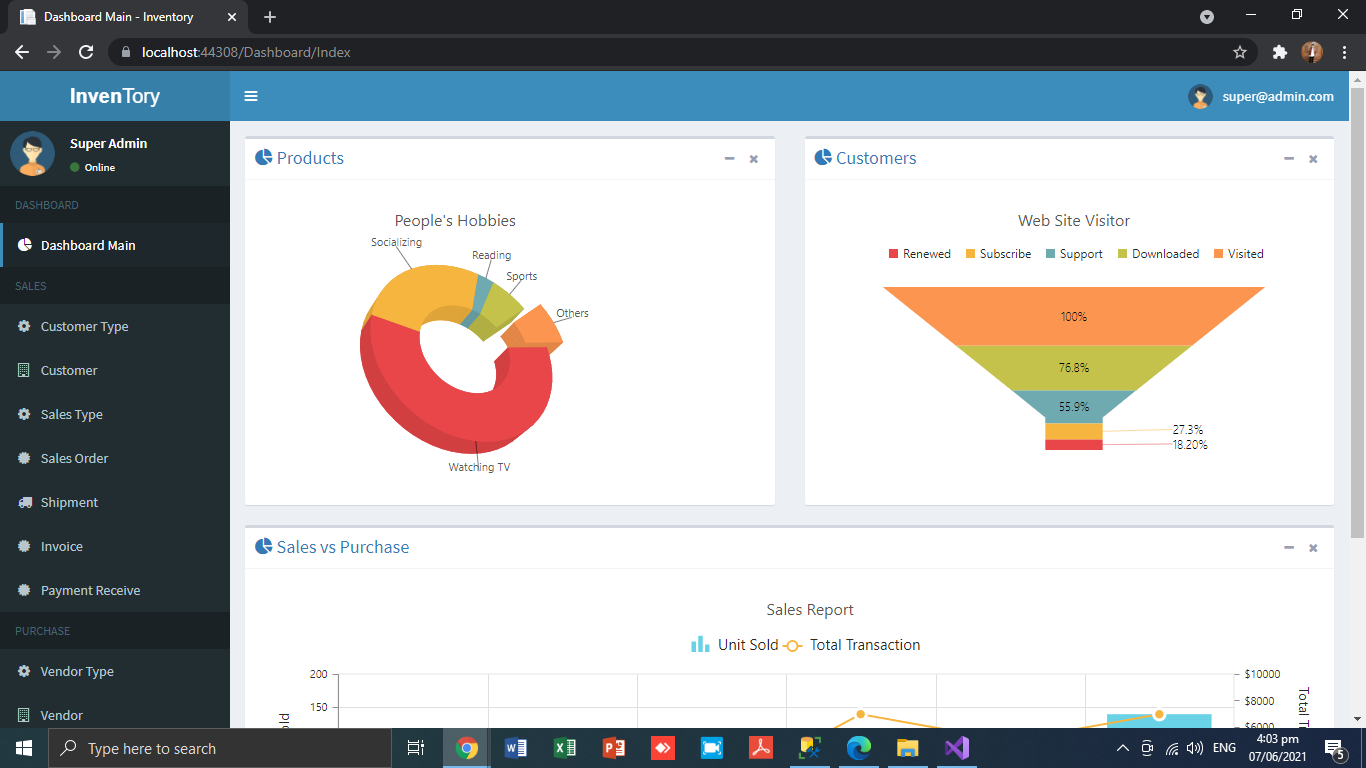 Dashboard Main - Inventory
localhost:44308/Dashboard/Index
InvenTory
super@admin.com
Super Admin
Online
DASHBOARD
Dashboard Main
SALES
Customer Type
Customer
Sales Type
Sales Order
Shipment
Invoice
Payment Receive
PURCHASE
Vendor Type
Vendor
Products
People's Hobbies
Socializing
Reading
Sports
Others
Watching TV
Customers
Web Site Visitor
Renewed Subscribe Support Downloaded Visited
100%
76.8%
55.9%
27.3%
18.20%
Sales vs Purchase
Sales Report
Unit Sold Total Transaction
200 $10000
150 $8000
$6000
Total T
Type here to search
ENG
4:03 pm
07/06/2021
5